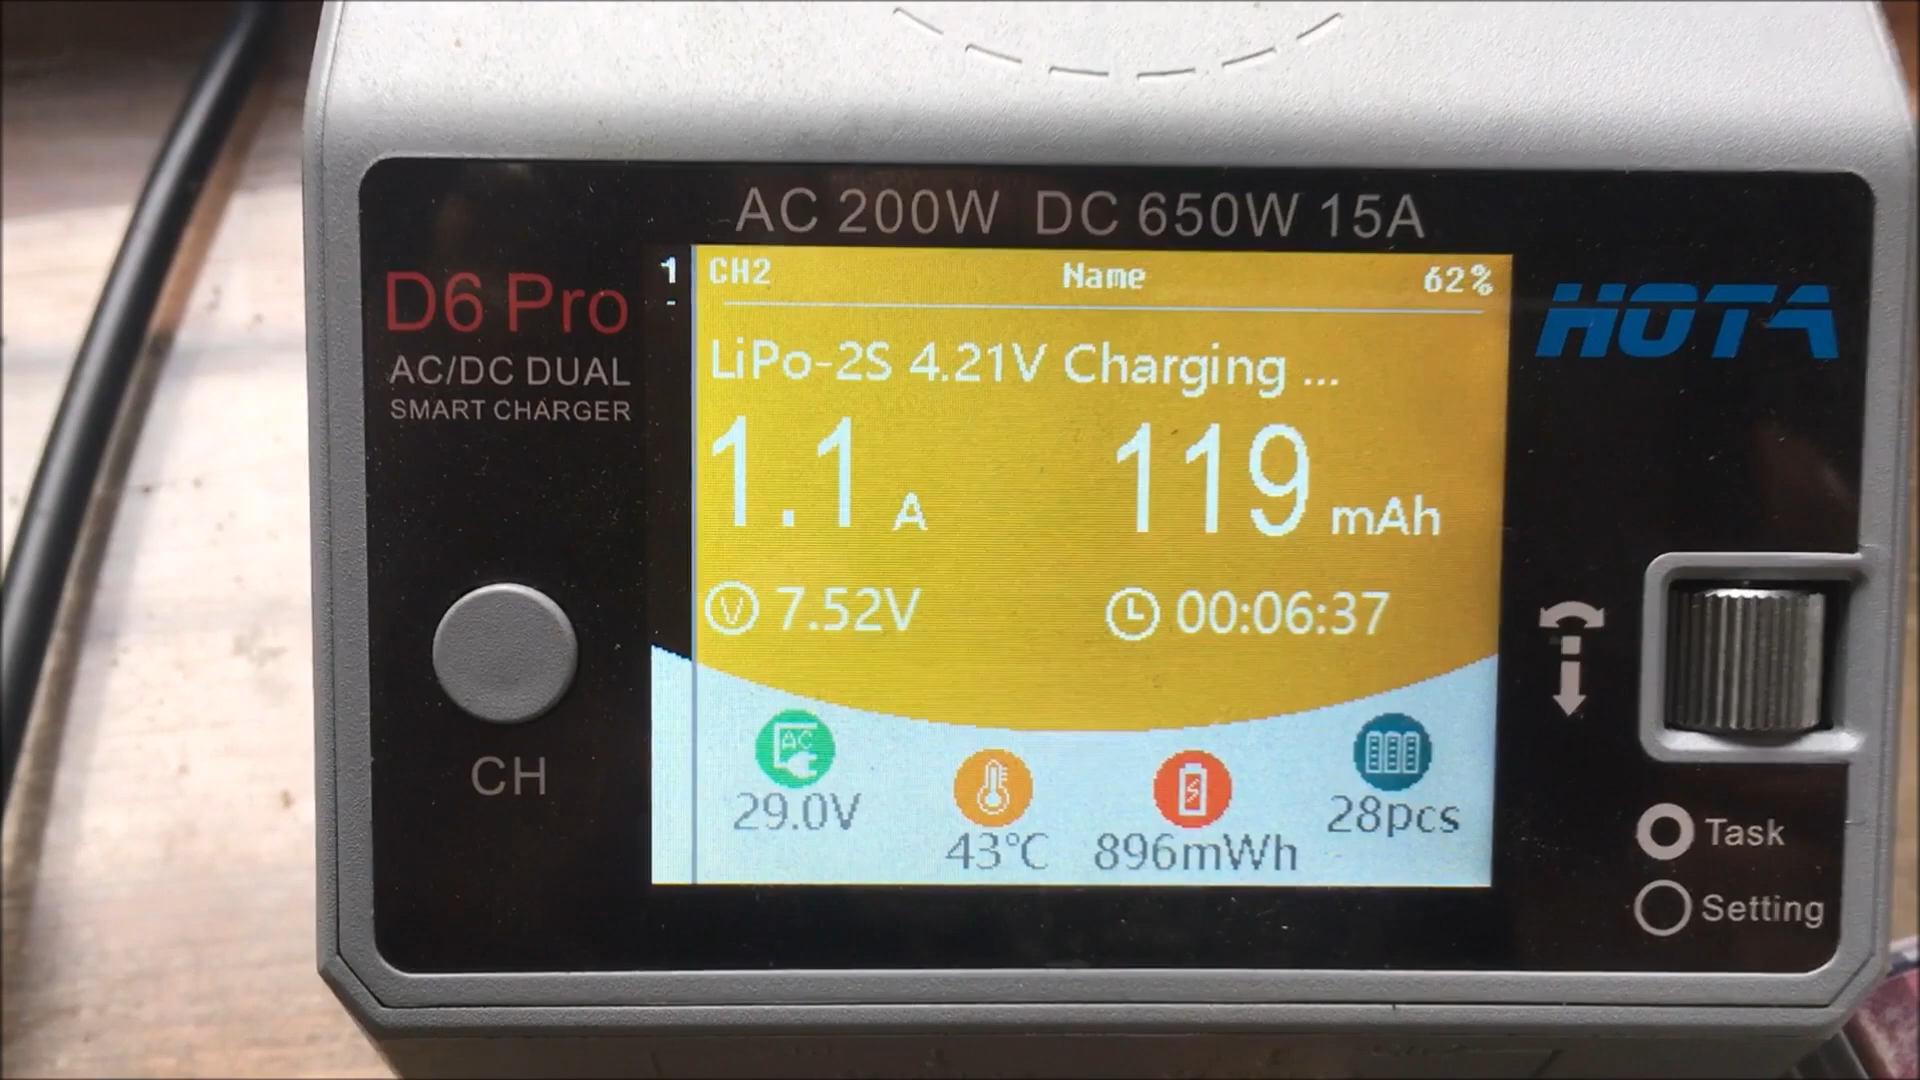 AC 200W DC 650W 15A
D6 Pro
AC/DC DUAL
SMART CHARGER
HOTA
1
-
CH2 Name 62%
LiPo-2S 4.21V Charging ...
1.1 A 119 mAh
V 7.52V 00:06:37
AC
29.0V 43℃ 896mWh 28pcs
CH
Task
Setting